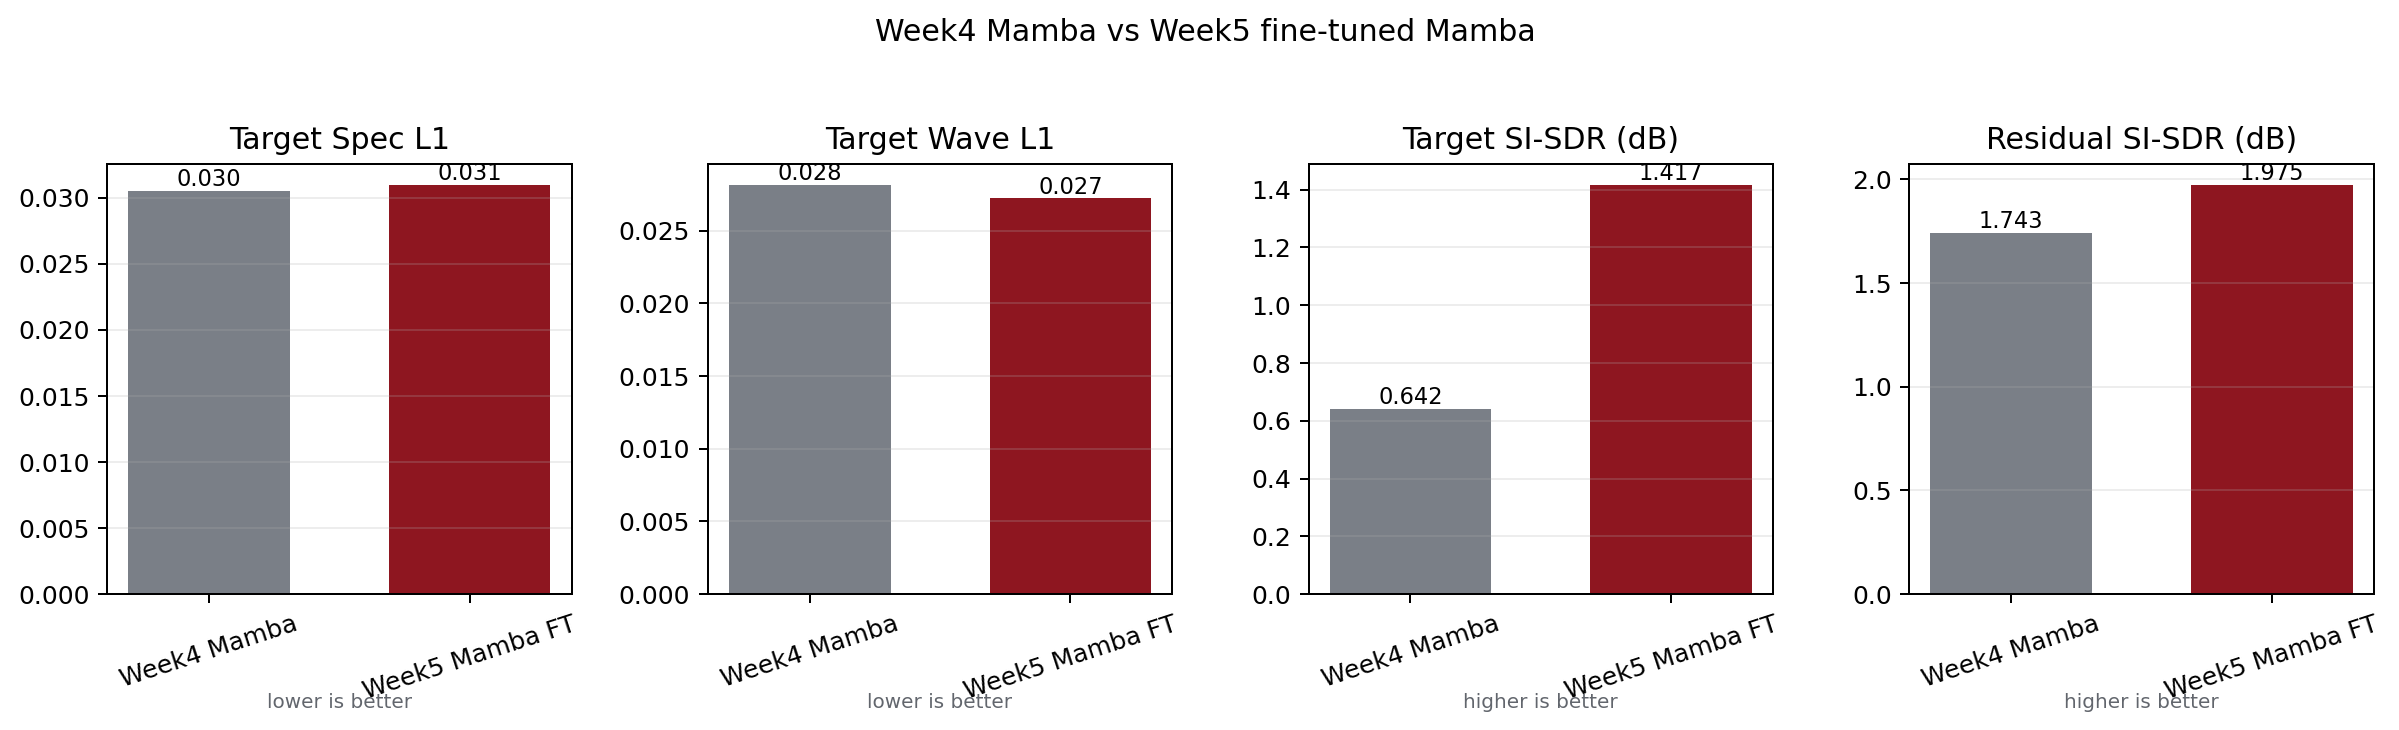 Week4 Mamba vs Week5 fine-tuned Mamba
Target Spec L1
0.030
0.031
0.030
0.025
0.020
0.015
0.010
0.005
0.000
Week4 Mamba
Week5 Mamba FT
lower is better
Target Wave L1
0.028
0.027
0.025
0.020
0.015
0.010
0.005
0.000
Week4 Mamba
Week5 Mamba FT
lower is better
Target SI-SDR (dB)
1.417
0.642
1.4
1.2
1.0
0.8
0.6
0.4
0.2
0.0
Week4 Mamba
Week5 Mamba FT
higher is better
Residual SI-SDR (dB)
1.975
1.743
2.0
1.5
1.0
0.5
0.0
Week4 Mamba
Week5 Mamba FT
higher is better